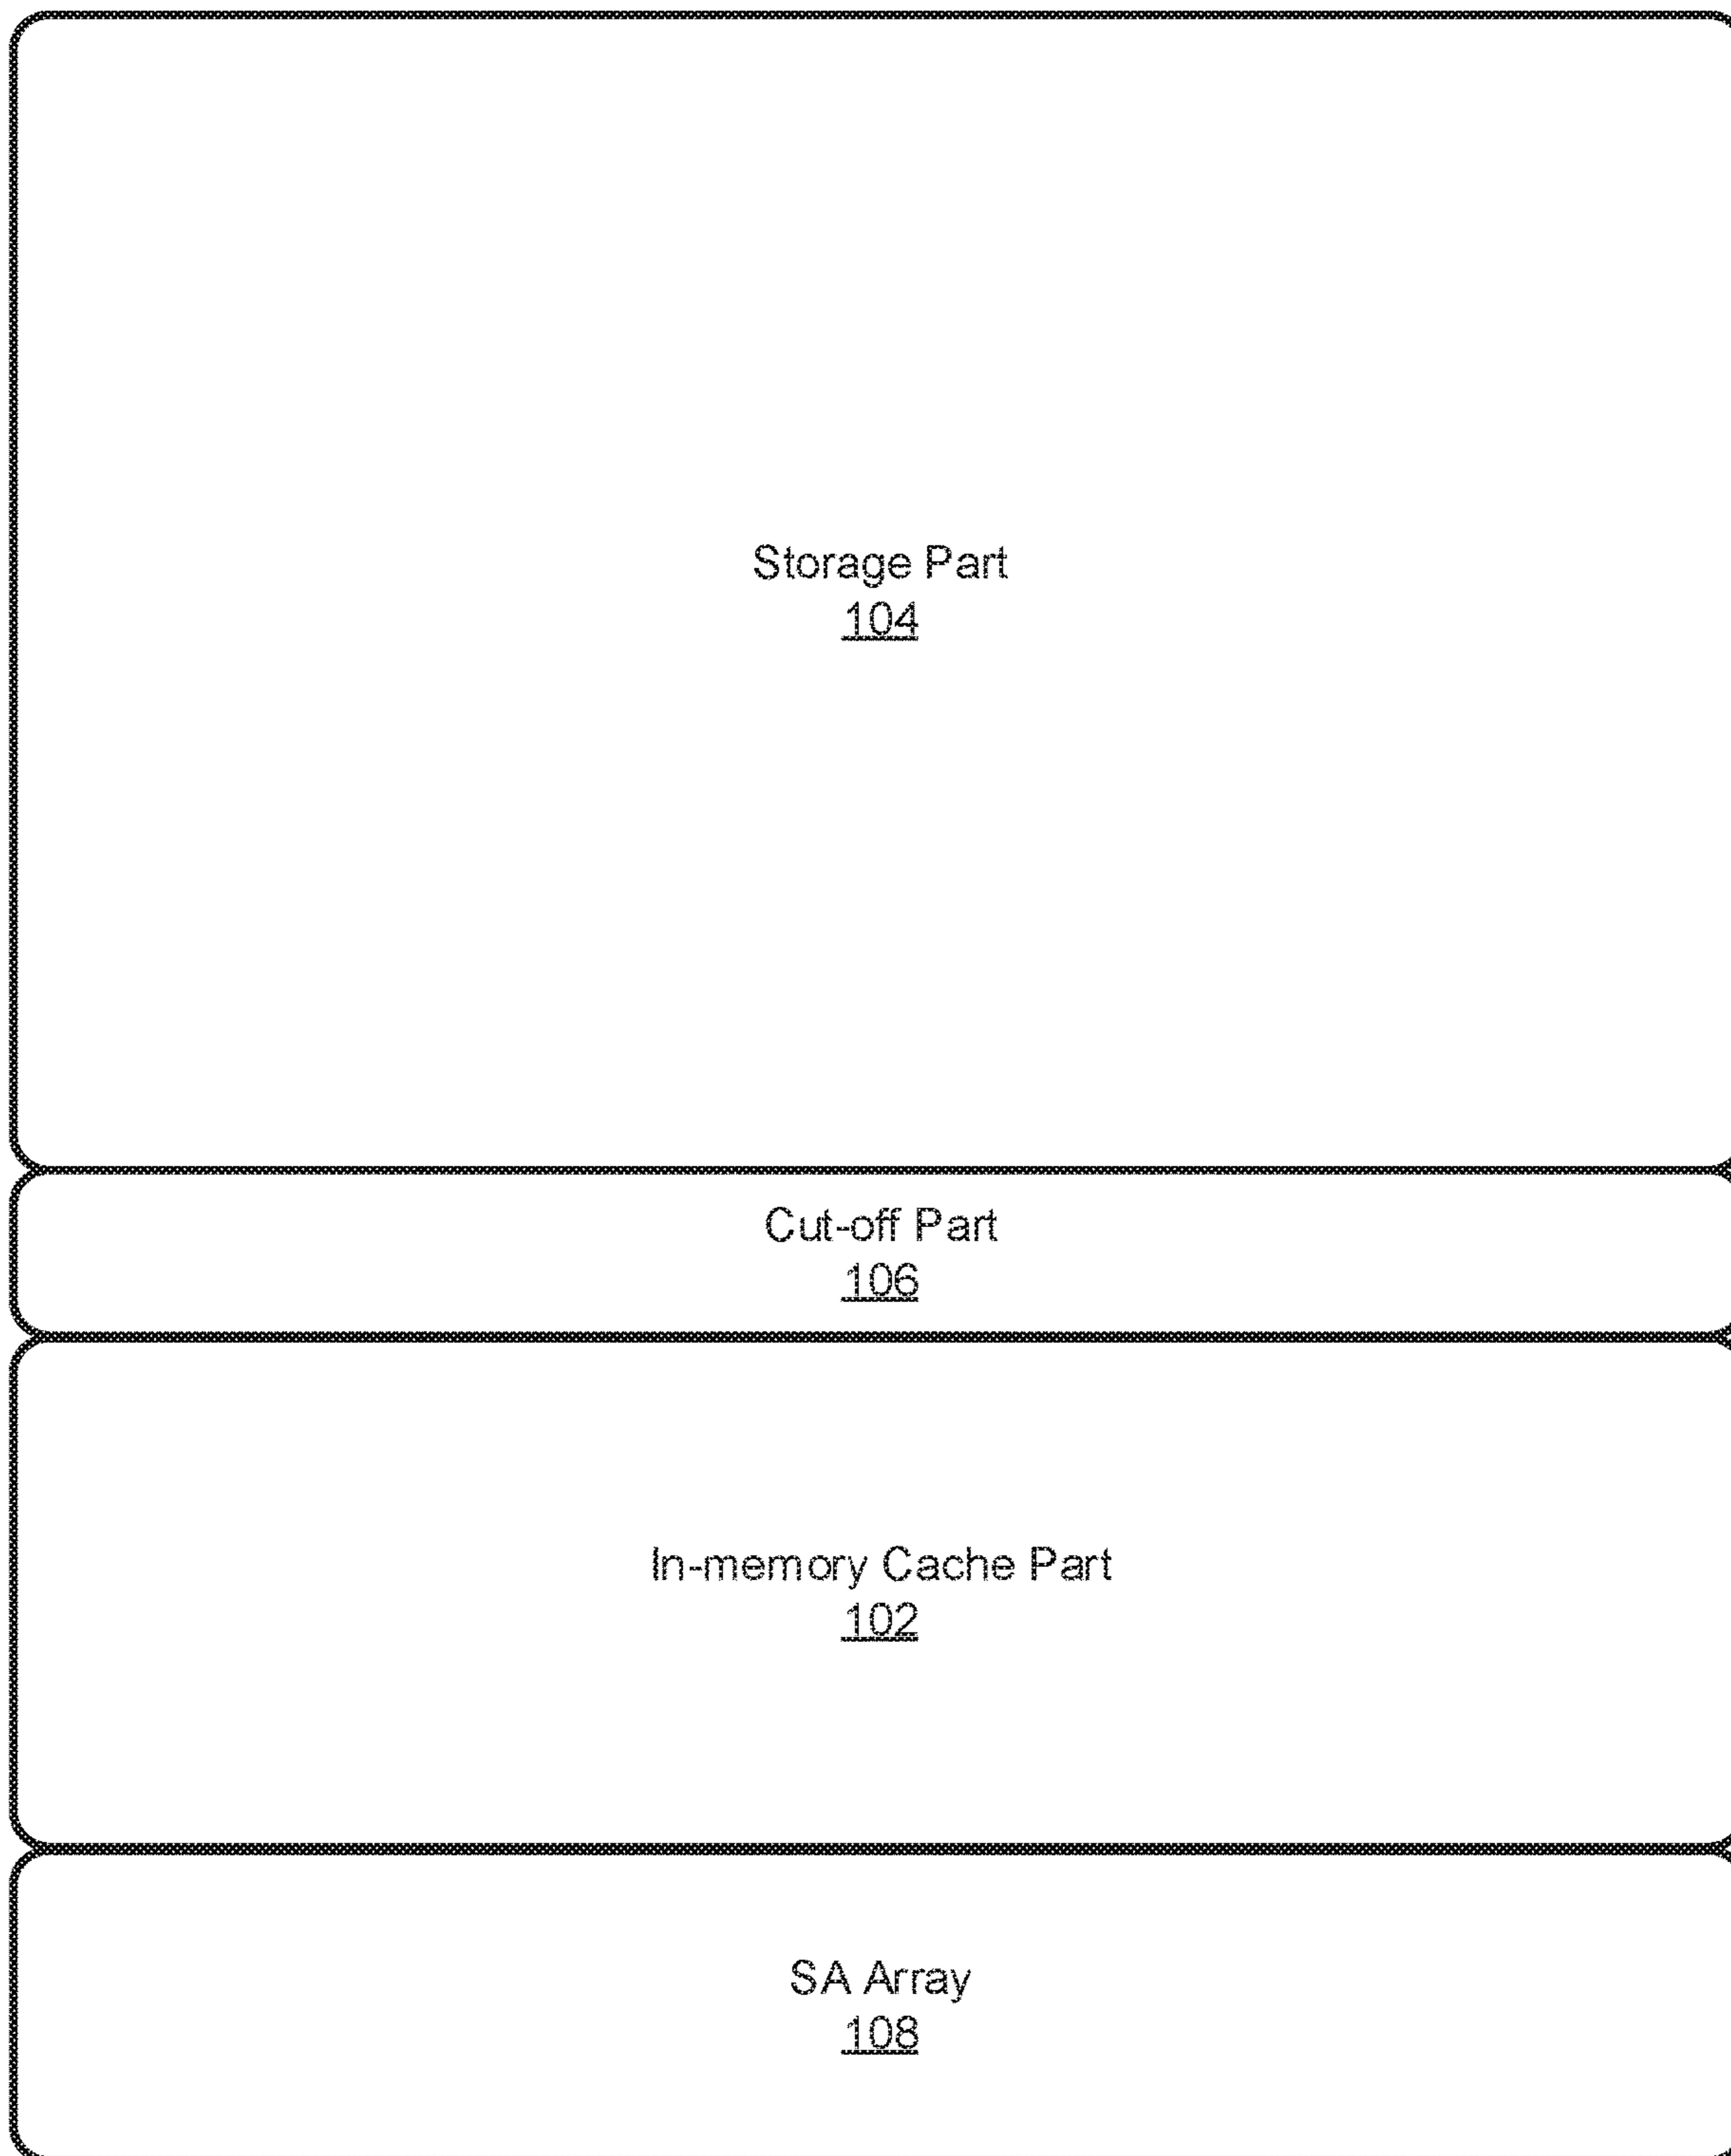 Storage Part
104
Cut-off Part
106
In-memory Cache Part
102
SA Array
108